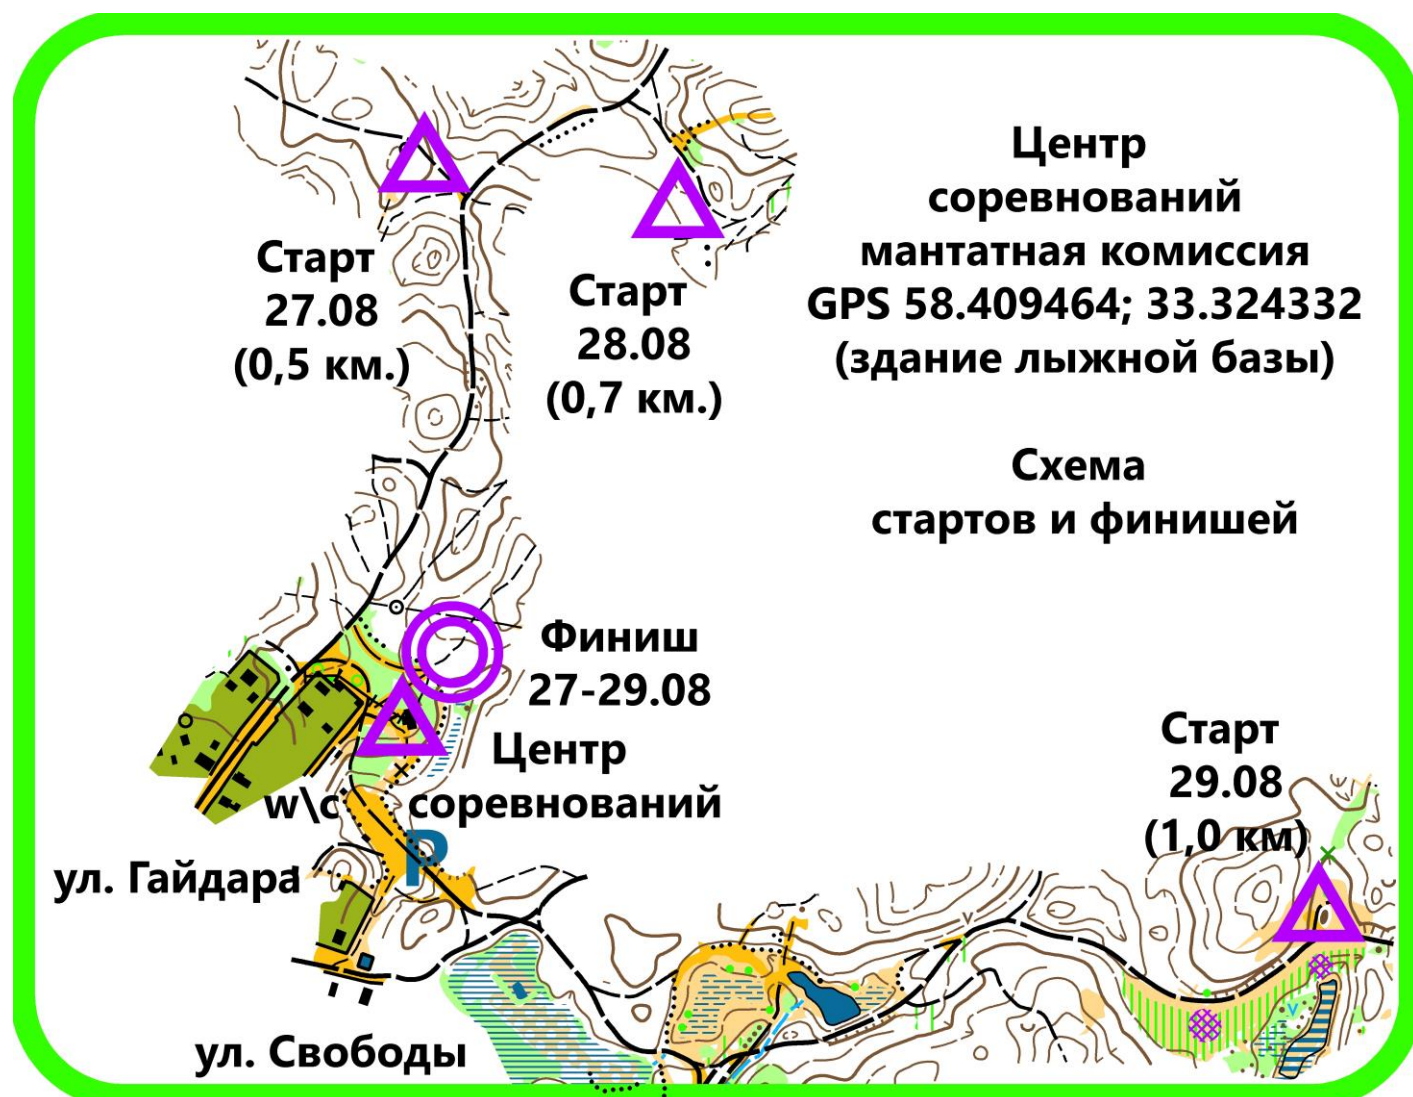 Центр
соревнований
мантатная комиссия
GPS 58.409464; 33.324332
(здание лыжной базы)
Схема
стартов и финишей
Старт
27.08
(0,5 км.)
Старт
28.08
(0,7 км.)
Финиш
27-29.08
Центр
соревнований
w\c
P
ул. Гайдара
ул. Свободы
Старт
29.08
(1,0 км)